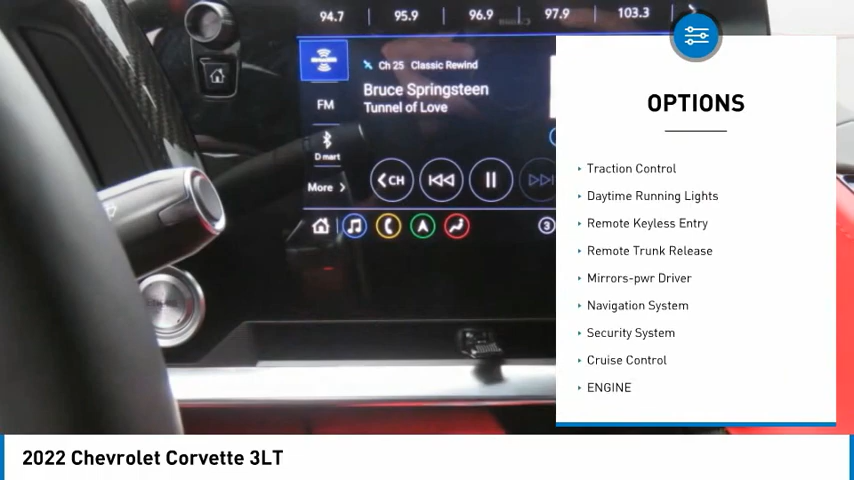 94.7 95.9 96.9 97.9 103.3
Ch 25 Classic Rewind
Bruce Springsteen
Tunnel of Love
FM
D mart
More
CH
3
OPTIONS
Traction Control
Daytime Running Lights
Remote Keyless Entry
Remote Trunk Release
Mirrors-pwr Driver
Navigation System
Security System
Cruise Control
ENGINE
2022 Chevrolet Corvette 3LT